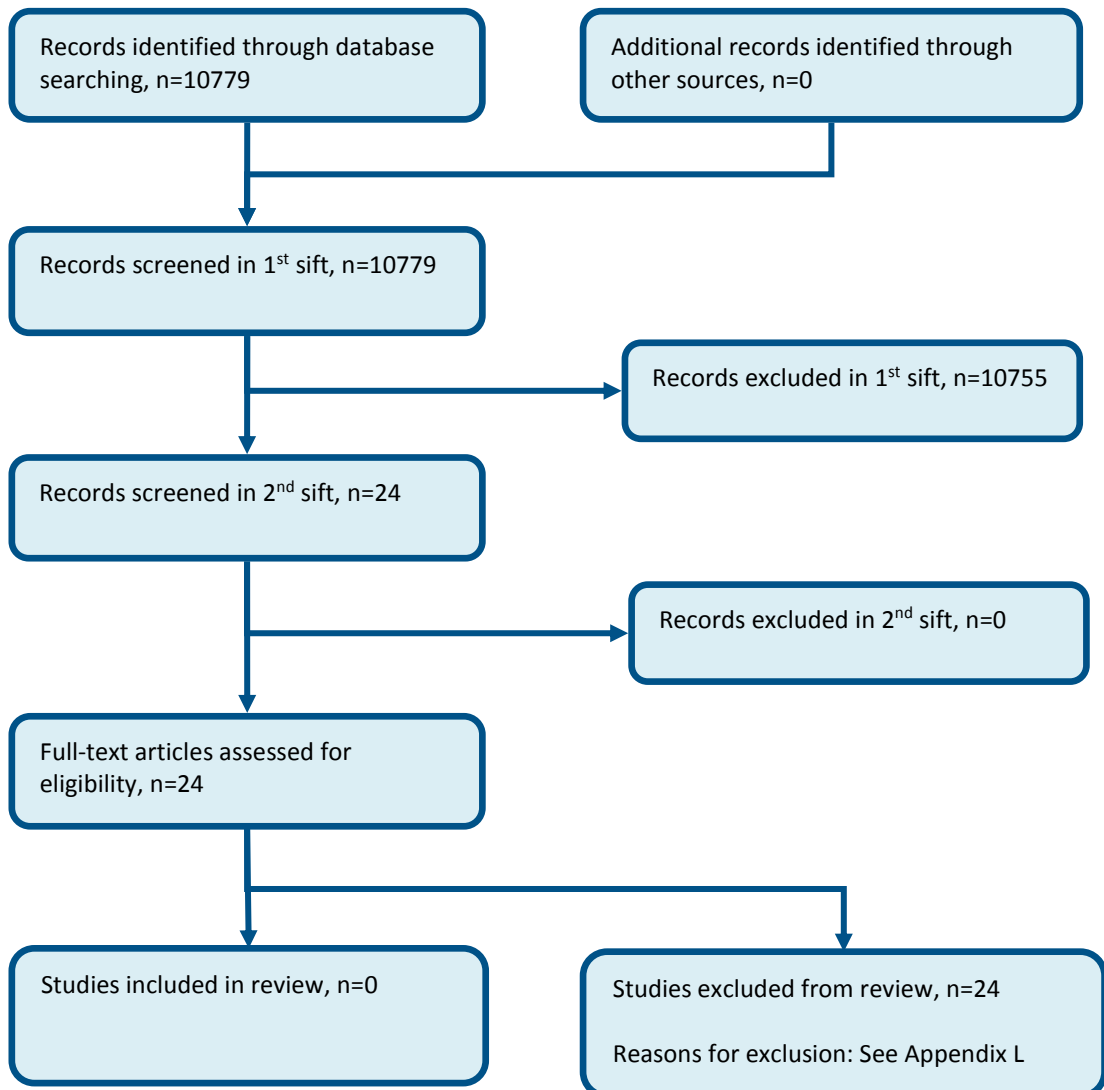 Records identified through database
searching, n=10779
Additional records identified through
other sources, n=0
Records screened in 1st sift, n=10779
Records excluded in 1st sift, n=10755
Records screened in 2nd sift, n=24
Records excluded in 2nd sift, n=0
Full-text articles assessed for
eligibility, n=24
Studies included in review, n=0
Studies excluded from review, n=24
Reasons for exclusion: See Appendix L